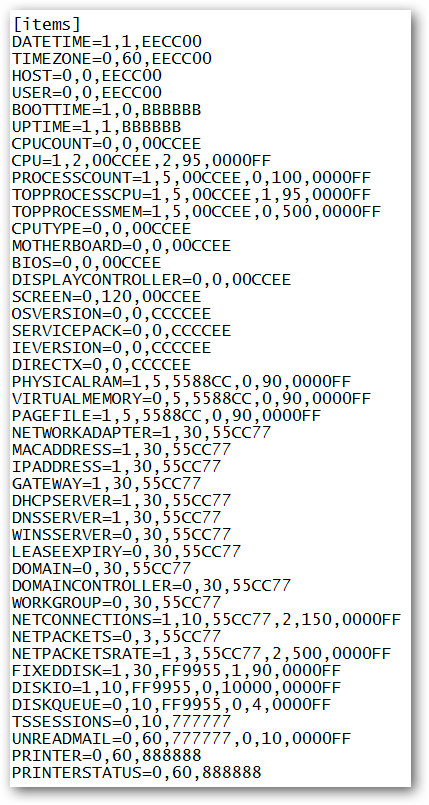 [items]
DATETIME=1,1,EECC00
TIMEZONE=0,60,EECC00
HOST=0,0,EECC00
USER=0,0,EECC00
BOOTTIME=1,0,BBBBBB
UPTIME=1,1,BBBBBB
CPUCOUNT=0,0,00CCEE
CPU=1,2,00CCEE,2,95,0000FF
PROCESSCOUNT=1,5,00CCEE,0,100,0000FF
TOPPROCESSCPU=1,5,00CCEE,1,95,0000FF
TOPPROCESSMEM=1,5,00CCEE,0,500,0000FF
CPUTYPE=0,0,00CCEE
MOTHERBOARD=0,0,00CCEE
BIOS=0,0,00CCEE
DISPLAYCONTROLLER=0,0,00CCEE
SCREEN=0,120,00CCEE
OSVERSION=0,0,CCCCEE
SERVICEPACK=0,0,CCCCEE
IEVERSION=0,0,CCCCEE
DIRECTX=0,0,CCCCEE
PHYSICALRAM=1,5,5588CC,0,90,0000FF
VIRTUALMEMORY=0,5,5588CC,0,90,0000FF
PAGEFILE=1,5,5588CC,0,90,0000FF
NETWORKADAPTER=1,30,55CC77
MACADDRESS=1,30,55CC77
IPADDRESS=1,30,55CC77
GATEWAY=1,30,55CC77
DHCPSERVER=1,30,55CC77
DNSSERVER=1,30,55CC77
WINSSERVER=0,30,55CC77
LEASEEXPIRY=0,30,55CC77
DOMAIN=0,30,55CC77
DOMAINCONTROLLER=0,30,55CC77
WORKGROUP=0,30,55CC77
NETCONNECTIONS=1,10,55CC77,2,150,0000FF
NETPACKETS=0,3,55CC77
NETPACKETSRATE=1,3,55CC77,2,500,0000FF
FIXEDDISK=1,30,FF9955,1,90,0000FF
DISKIO=1,10,FF9955,0,10000,0000FF
DISKQUEUE=0,10,FF9955,0,4,0000FF
TSSESSIONS=0,10,777777
UNREADMAIL=0,60,777777,0,10,0000FF
PRINTER=0,60,888888
PRINTERSTATUS=0,60,888888